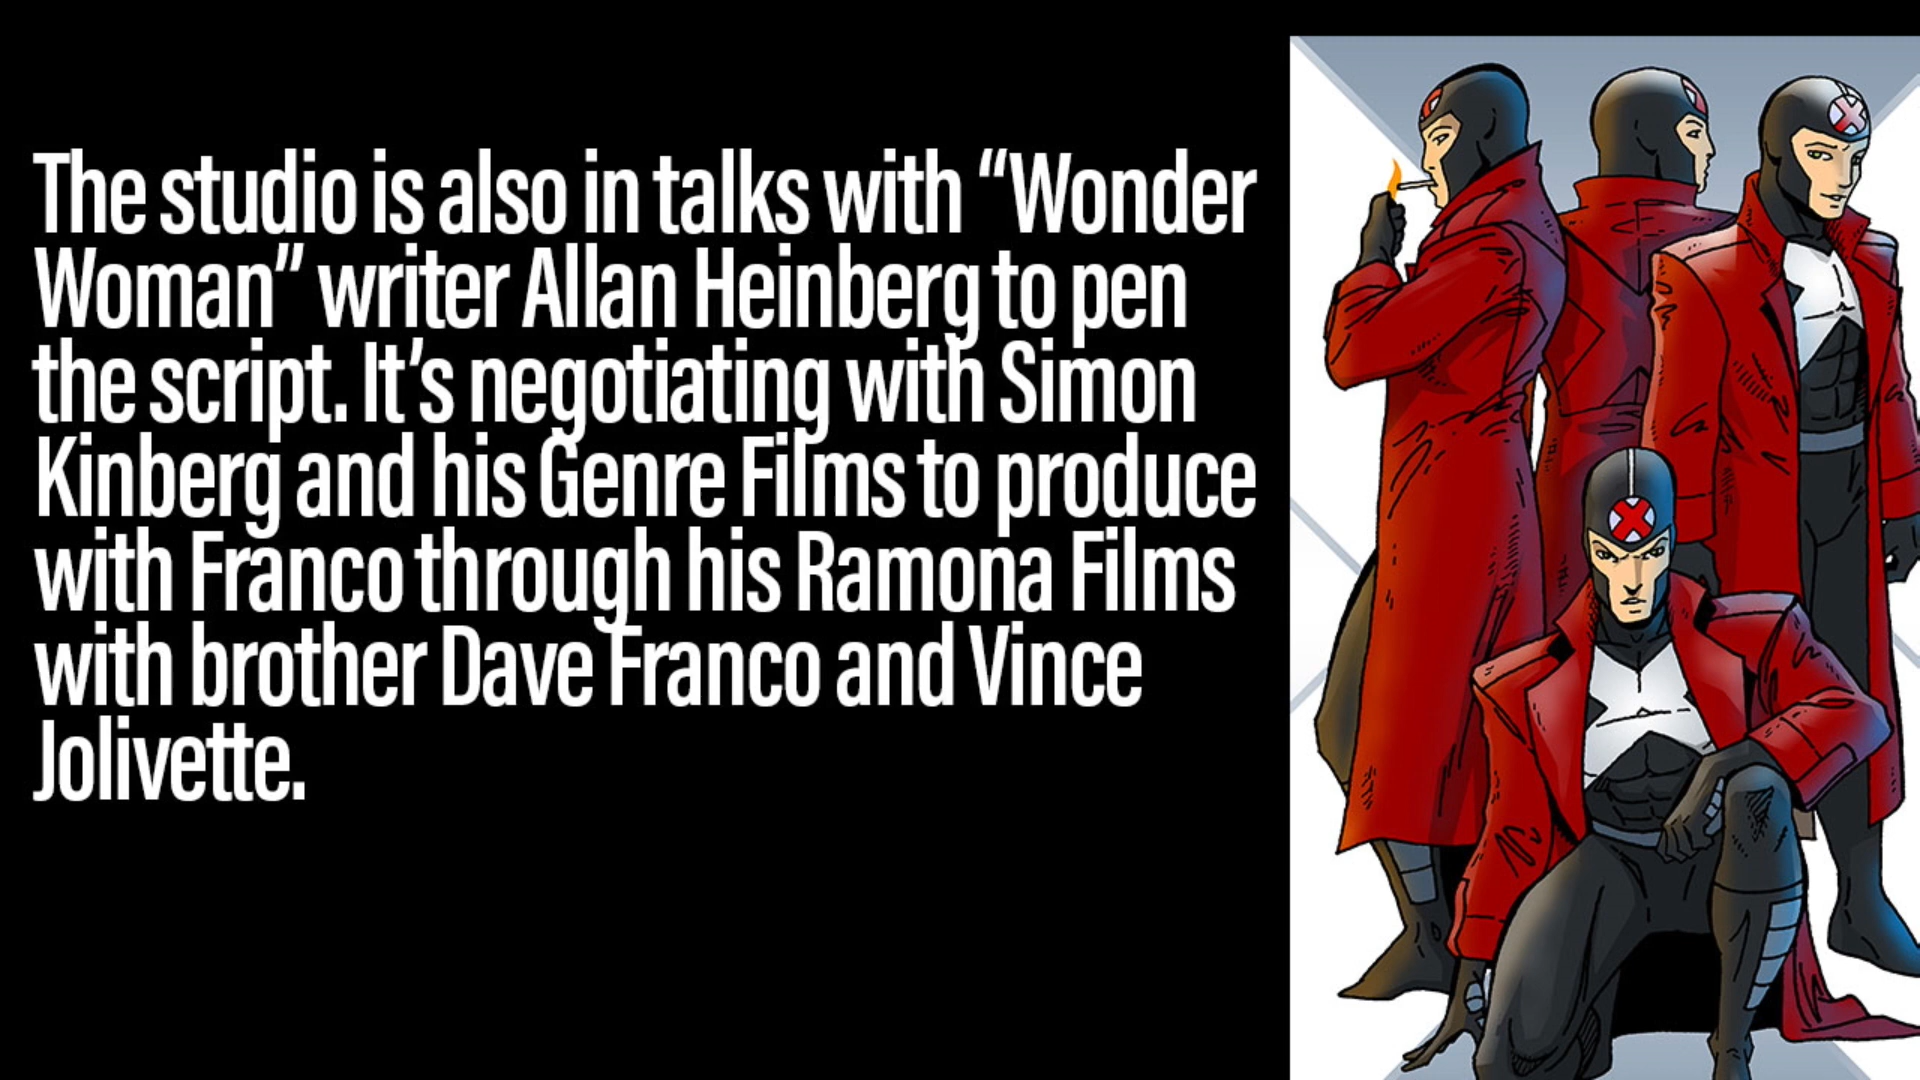 The studio is also in talks with “Wonder
Woman” writer Allan Heinberg to pen
the script. It’s negotiating with Simon
Kinberg and his Genre Films to produce
with Franco through his Ramona Films
with brother Dave Franco and Vince
Jolivette.